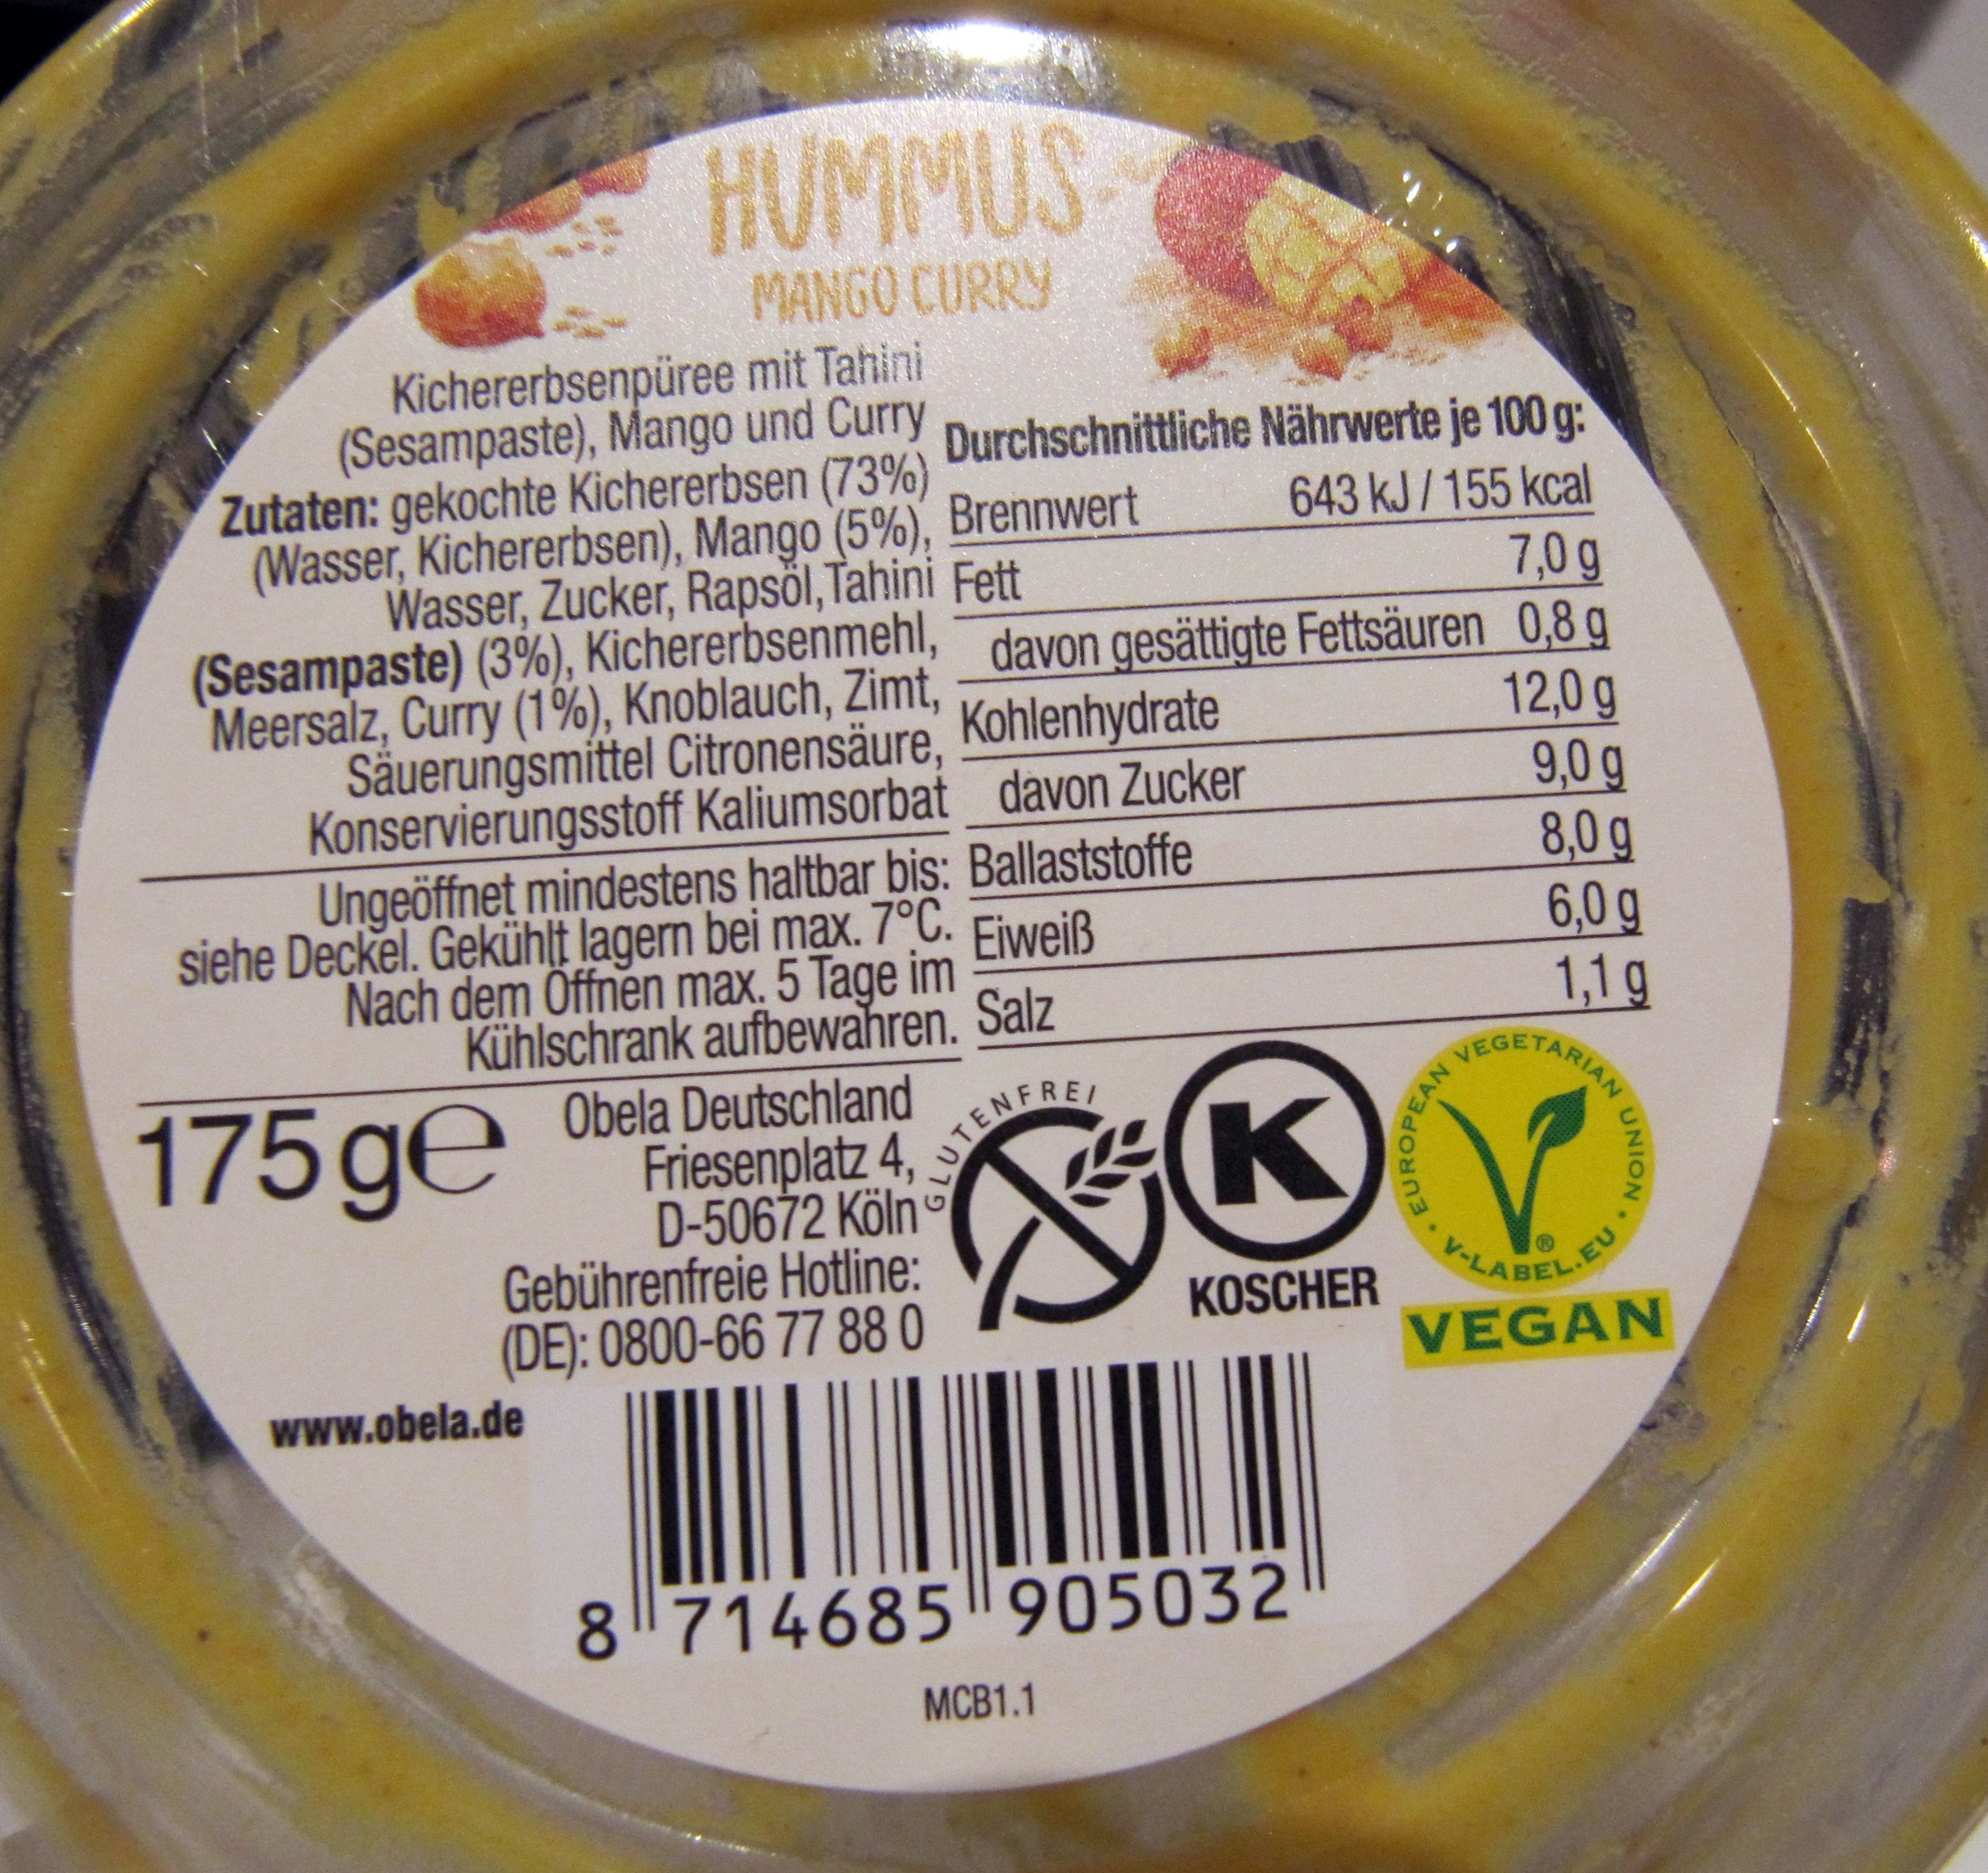 HUMMUS
MANGO CURRY
Kichererbsenpüree mit Tahini
(Sesampaste), Mango und Curry
Zutaten: gekochte Kichererbsen (73%)
(Wasser, Kichererbsen), Mango (5%),
Wasser, Zucker, Rapsöl, Tahini
(Sesampaste) (3%), Kichererbsenmehl,
Meersalz, Curry (1%), Knoblauch, Zimt,
Säuerungsmittel Citronensäure,
Konservierungsstoff Kaliumsorbat
Ungeöffnet mindestens haltbar bis:
siehe Deckel. Gekühlt lagern bei max. 7°C.
Nach dem Öffnen max. 5 Tage im
Kühlschrank aufbewahren.
Durchschnittliche Nährwerte je 100 g:
Brennwert 643 kJ / 155 kcal
Fett 7,0 g
davon gesättigte Fettsäuren 0,8 g
Kohlenhydrate 12,0 g
davon Zucker 9,0 g
Ballaststoffe 8,0 g
Eiweiß 6,0 g
Salz 1,1 g
175 g e
Obela Deutschland
Friesenplatz 4,
D-50672 Köln
Gebührenfreie Hotline:
(DE): 0800-66 77 88 0
www.obela.de
GLUTENFREI
K
KOSCHER
EUROPEAN VEGETARIAN UNION
V-LABEL.EU ®
VEGAN
8 714685 905032
MCB1.1